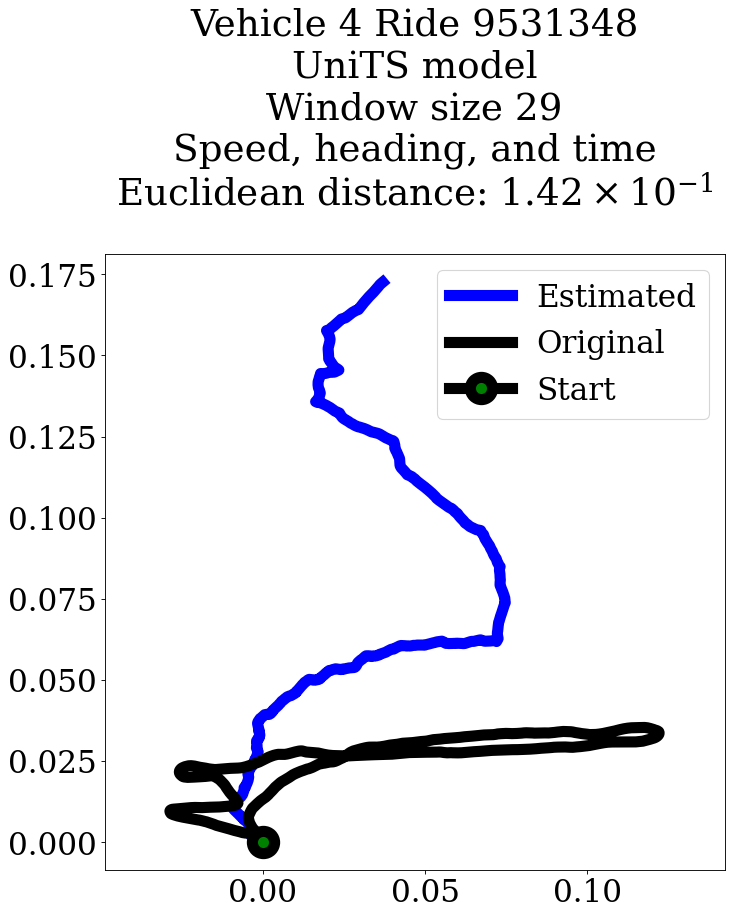 Vehicle 4 Ride 9531348
UniTS model
Window size 29
Speed, heading, and time
Euclidean distance: 1.42 × 10⁻¹
0.175
0.150
0.125
0.100
0.075
0.050
0.025
0.000
Estimated
Original
Start
0.00 0.05 0.10